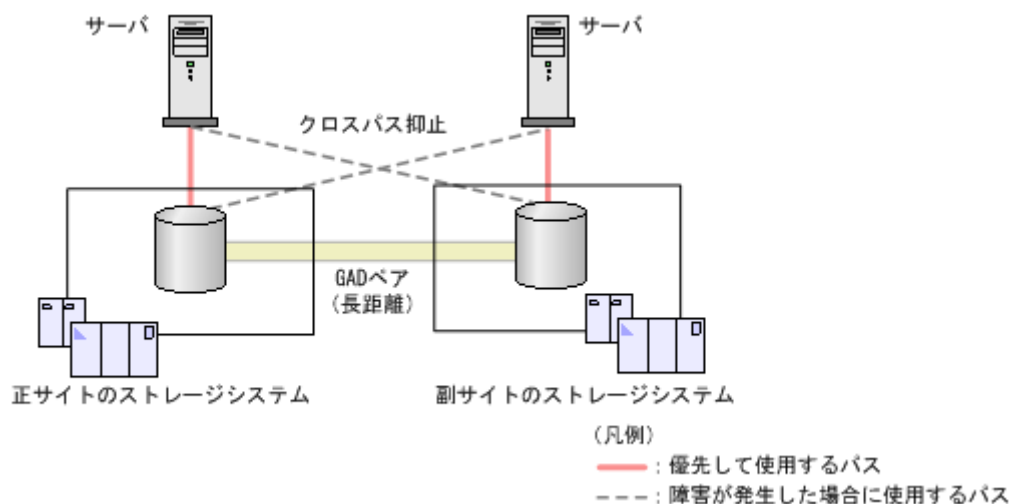 サーバ
サーバ
クロスパス抑止
GADペア
(長距離)
正サイトのストレージシステム
副サイトのストレージシステム
(凡例)
:優先して使用するパス
:障害が発生した場合に使用するパス